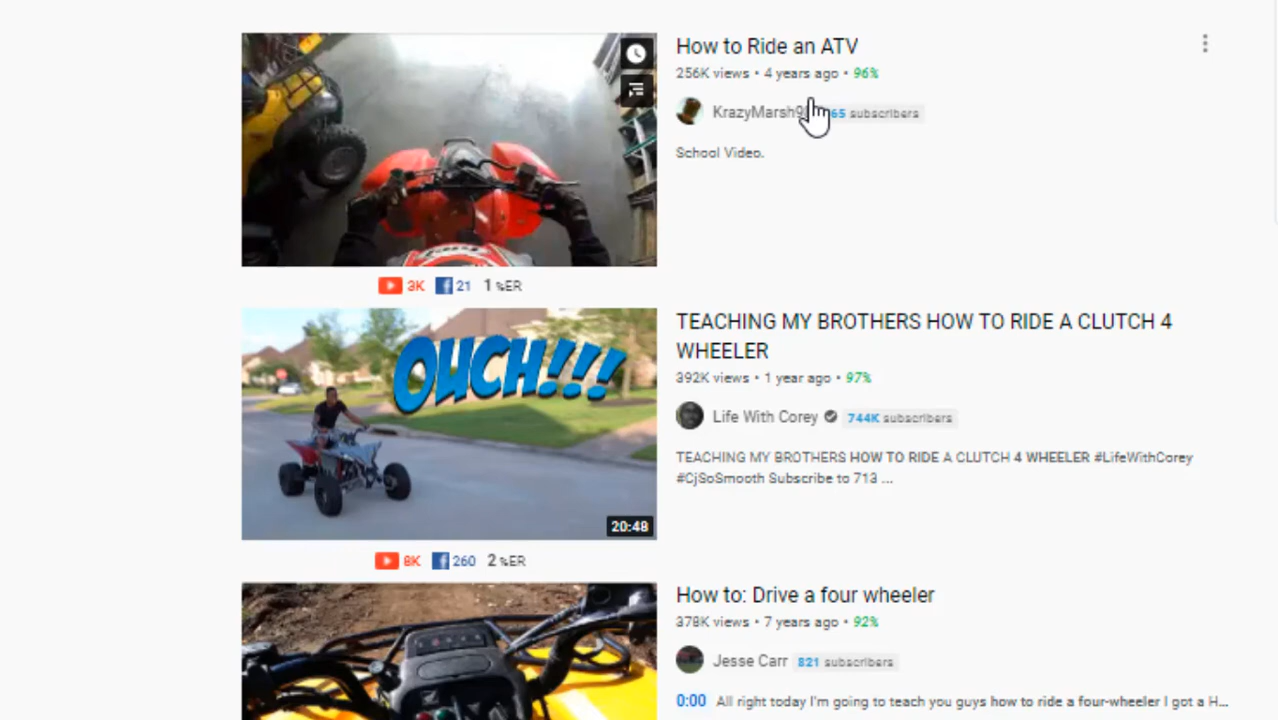 How to Ride an ATV
256K views • 4 years ago • 96%
KrazyMarsh9 65 subscribers
School Video.
3K 21 1 %ER
TEACHING MY BROTHERS HOW TO RIDE A CLUTCH 4
WHEELER
OUCH!!!
392K views • 1 year ago • 97%
Life With Corey 744K subscribers
TEACHING MY BROTHERS HOW TO RIDE A CLUTCH 4 WHEELER #LifeWithCorey
#CjSoSmooth Subscribe to 713 ...
20:48
8K 260 2 %ER
How to: Drive a four wheeler
378K views • 7 years ago • 92%
Jesse Carr 821 subscribers
0:00 All right today I'm going to teach you guys how to ride a four-wheeler I got a H...